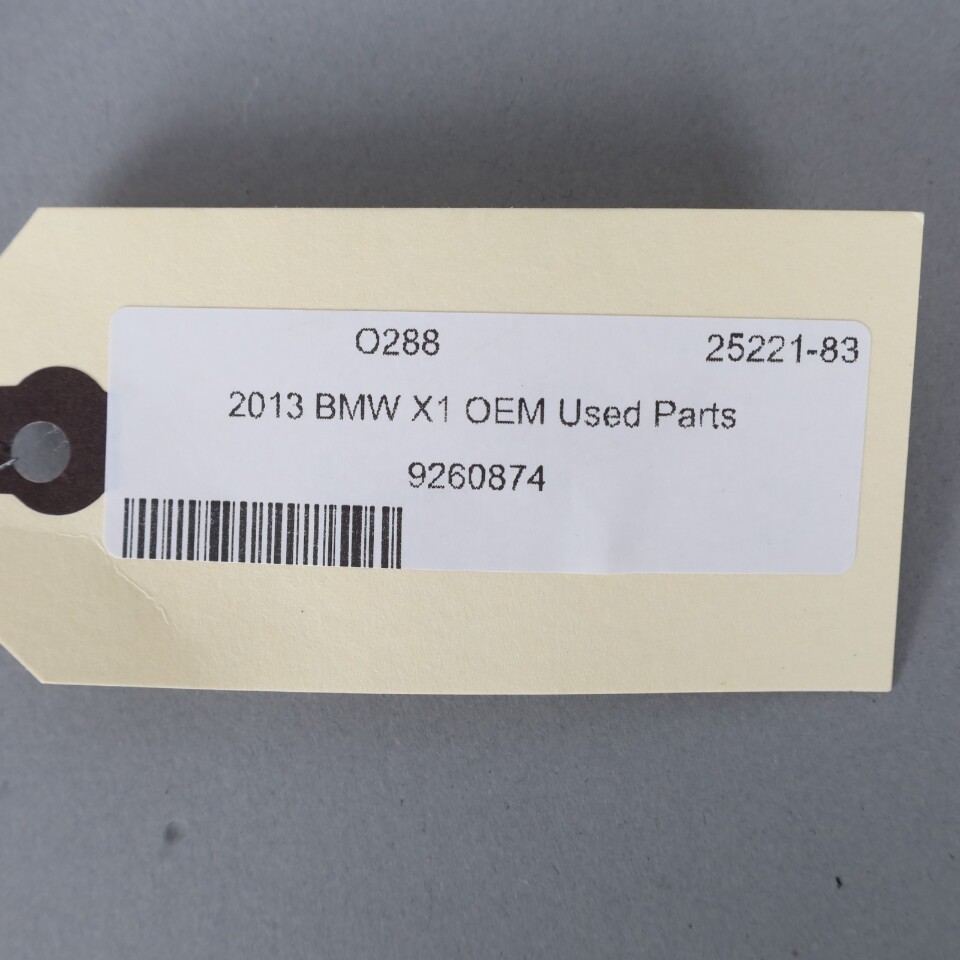 O288 25221-83
2013 BMW X1 OEM Used Parts
9260874